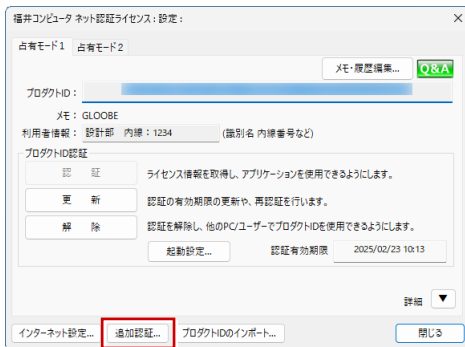 福井コンピュータ ネット認証ライセンス : 設定 :
占有モード1 占有モード2
メモ・履歴編集... Q&A
プロダクトID :
メモ : GLOOBE
利用者情報 : 設計部 内線：1234 (識別名 内線番号など)
プロダクトID認証
認 証 ライセンス情報を取得し、アプリケーションを使用できるようにします。
更 新 認証の有効期限の更新や、再認証を行います。
解 除 認証を解除し、他のPC/ユーザーでプロダクトIDを使用できるようにします。
起動設定... 認証有効期限 2025/02/23 10:13
詳細 ▼
インターネット設定... 追加認証... プロダクトIDのインポート... 閉じる